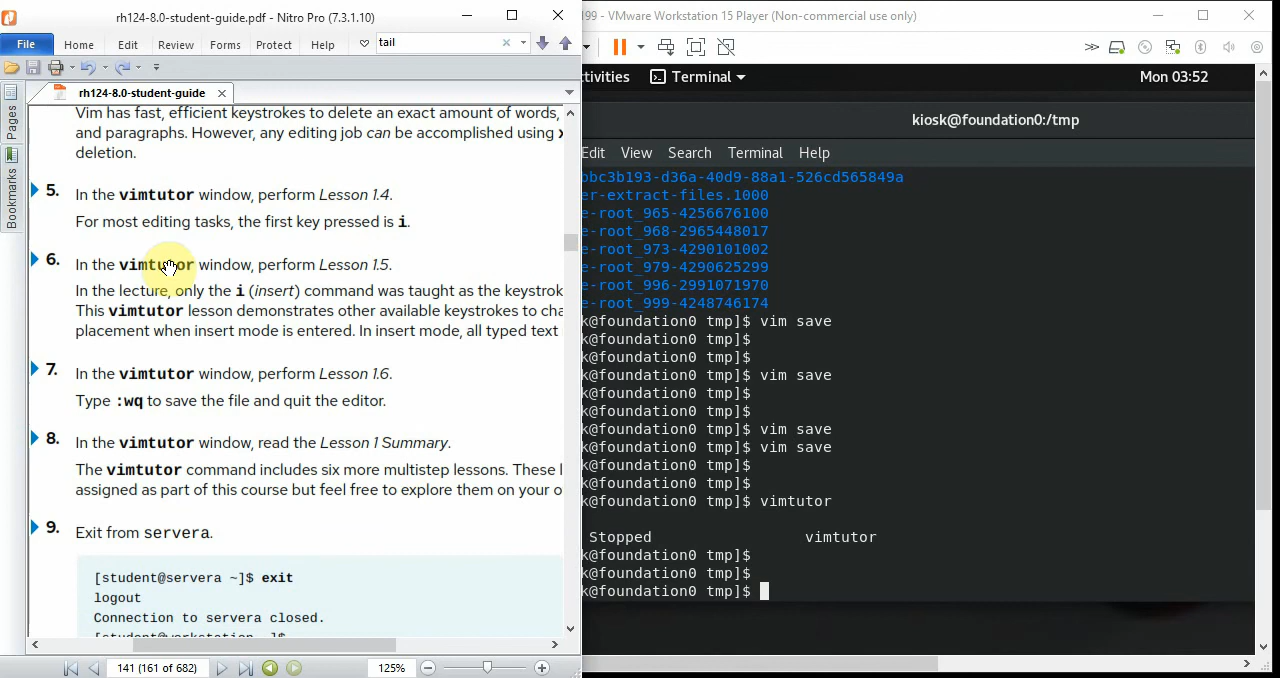 rh124-8.0-student-guide.pdf - Nitro Pro (7.3.1.10)
File Home Edit Review Forms Protect Help tail
rh124-8.0-student-guide
Pages
Bookmarks
Vim has fast, efficient keystrokes to delete an exact amount of words,
and paragraphs. However, any editing job can be accomplished using x
deletion.
5. In the vimtutor window, perform Lesson 1.4.
For most editing tasks, the first key pressed is i.
6. In the vimtutor window, perform Lesson 1.5.
In the lecture, only the i (insert) command was taught as the keystrok
This vimtutor lesson demonstrates other available keystrokes to cha
placement when insert mode is entered. In insert mode, all typed text
7. In the vimtutor window, perform Lesson 1.6.
Type :wq to save the file and quit the editor.
8. In the vimtutor window, read the Lesson 1 Summary.
The vimtutor command includes six more multistep lessons. These l
assigned as part of this course but feel free to explore them on your o
9. Exit from servera.
[student@servera ~]$ exit
logout
Connection to servera closed.
[student@workstation ~]$
141 (161 of 682) 125%
199 - VMware Workstation 15 Player (Non-commercial use only)
tivities Terminal Mon 03:52
kiosk@foundation0:/tmp
Edit View Search Terminal Help
bbc3b193-d36a-40d9-88a1-526cd565849a
er-extract-files.1000
e-root_965-4256676100
e-root_968-2965448017
e-root_973-4290101002
e-root_979-4290625299
e-root_996-2991071970
e-root_999-4248746174
k@foundation0 tmp]$ vim save
k@foundation0 tmp]$
k@foundation0 tmp]$
k@foundation0 tmp]$ vim save
k@foundation0 tmp]$
k@foundation0 tmp]$
k@foundation0 tmp]$ vim save
k@foundation0 tmp]$ vim save
k@foundation0 tmp]$
k@foundation0 tmp]$
k@foundation0 tmp]$ vimtutor
Stopped vimtutor
k@foundation0 tmp]$
k@foundation0 tmp]$
k@foundation0 tmp]$